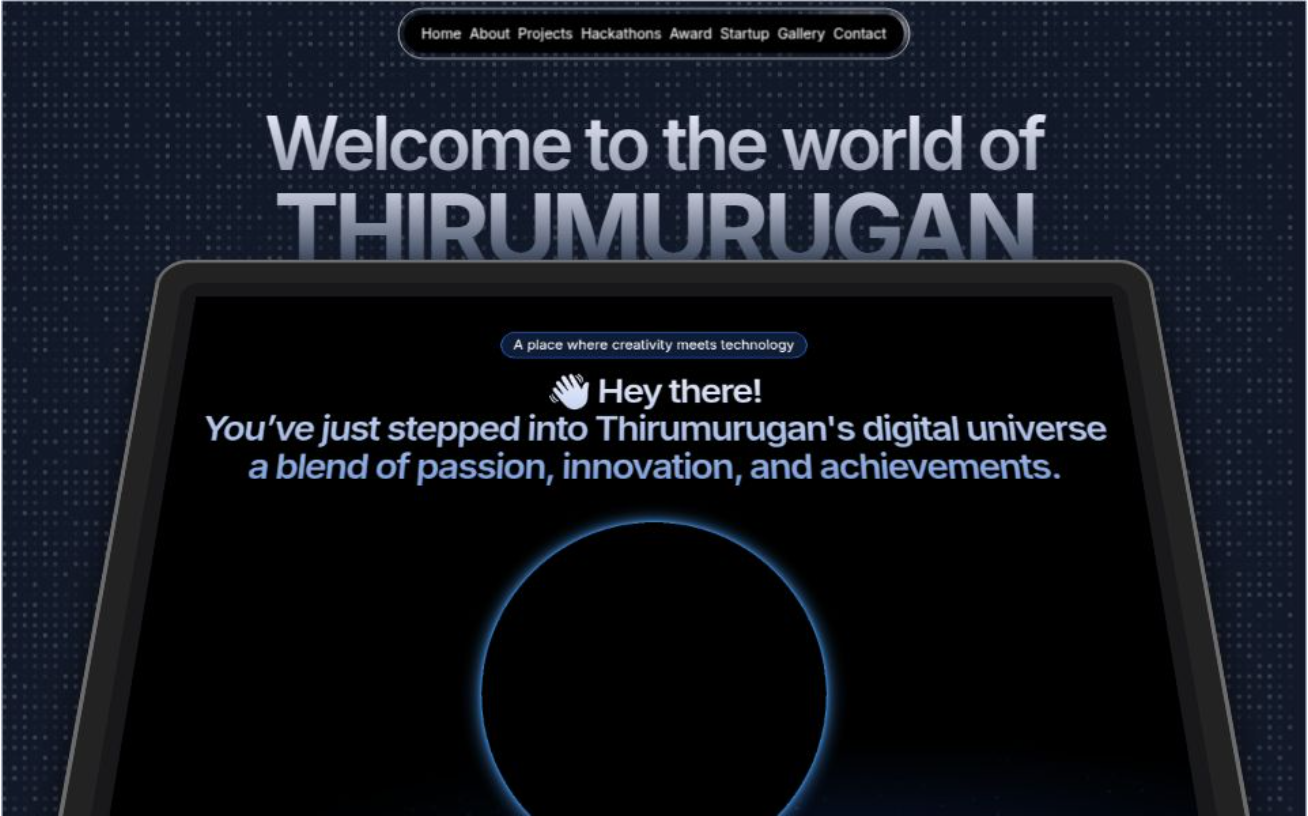 Home About Projects Hackathons Award Startup Gallery Contact
Welcome to the world of
THIRUMURUGAN
A place where creativity meets technology
👋 Hey there!
You’ve just stepped into Thirumurugan's digital universe
a blend of passion, innovation, and achievements.